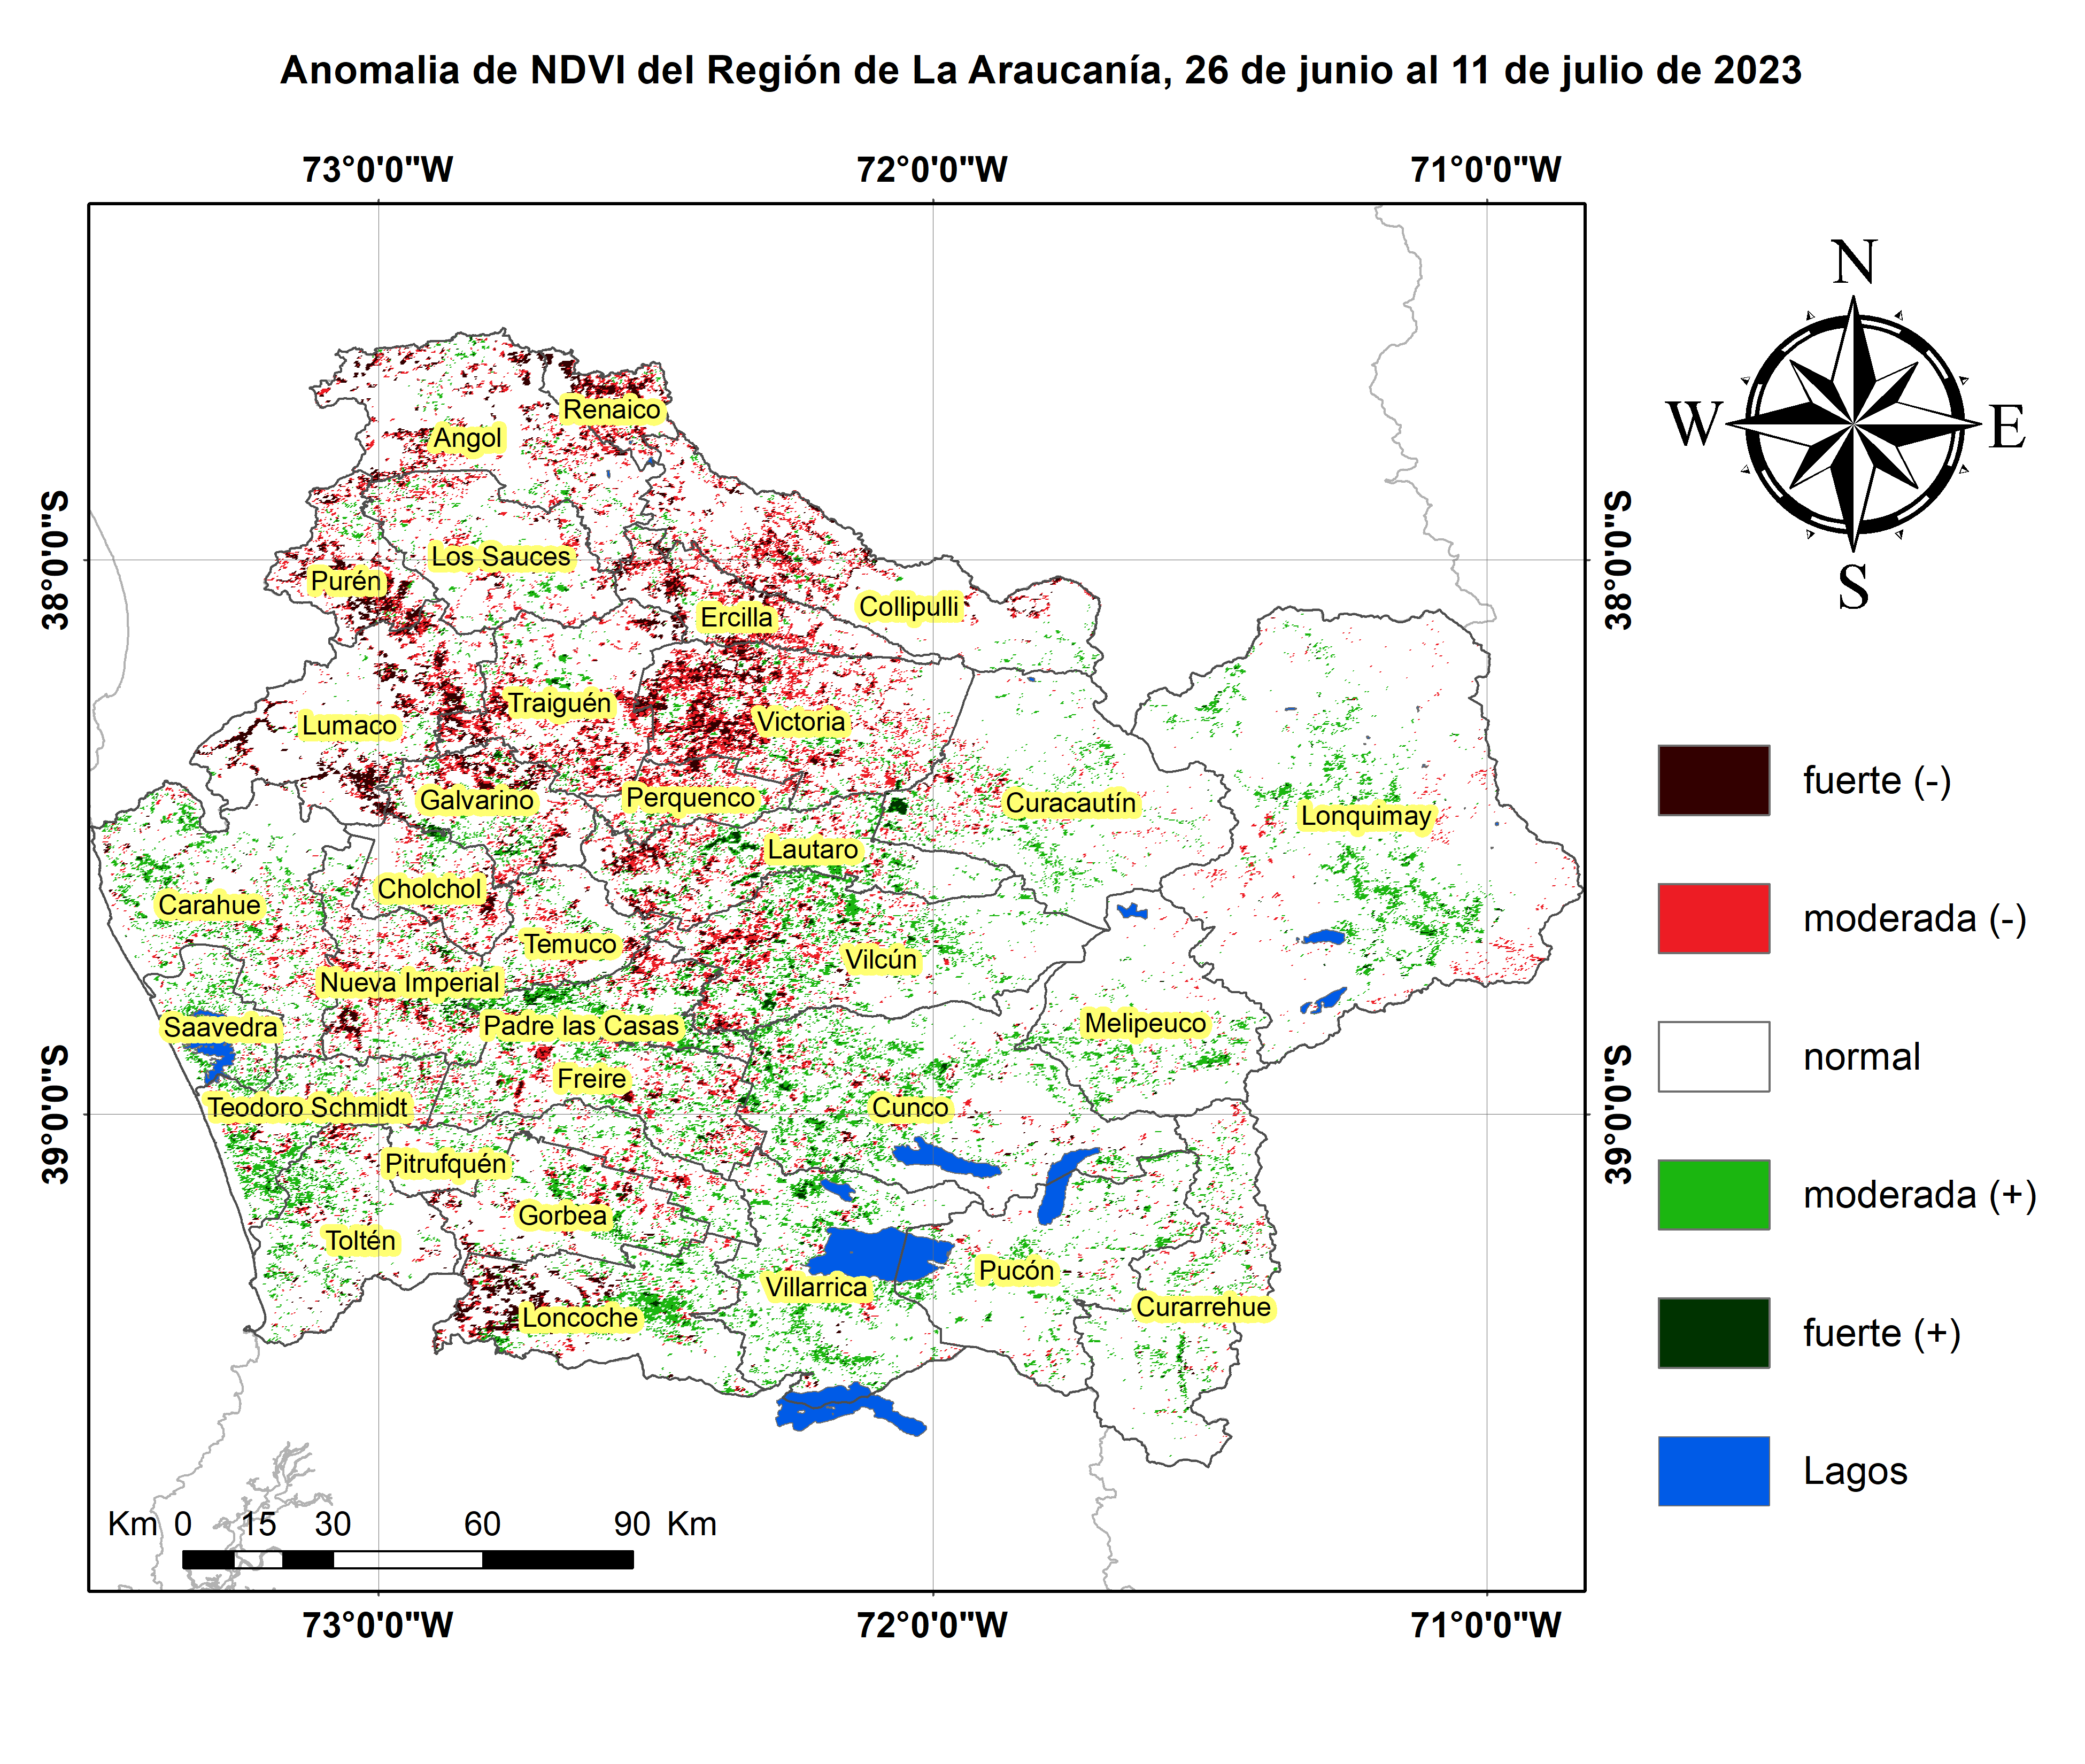 Anomalia de NDVI del Región de La Araucanía, 26 de junio al 11 de julio de 2023
73°0'0"W
72°0'0"W
71°0'0"W
N
W
E
S
38°0'0"S
38°0'0"S
39°0'0"S
39°0'0"S
Renaico
Angol
Los Sauces
Purén
Collipulli
Ercilla
Traiguén
Victoria
Lumaco
Galvarino
Perquenco
Curacautín
Lonquimay
Lautaro
Cholchol
Carahue
Temuco
Vilcún
Nueva Imperial
Saavedra
Padre las Casas
Melipeuco
Freire
Teodoro Schmidt
Cunco
Pitrufquén
Gorbea
Toltén
Pucón
Villarrica
Loncoche
Curarrehue
fuerte (-)
moderada (-)
normal
moderada (+)
fuerte (+)
Lagos
Km 0 15 30 60 90 Km
73°0'0"W
72°0'0"W
71°0'0"W